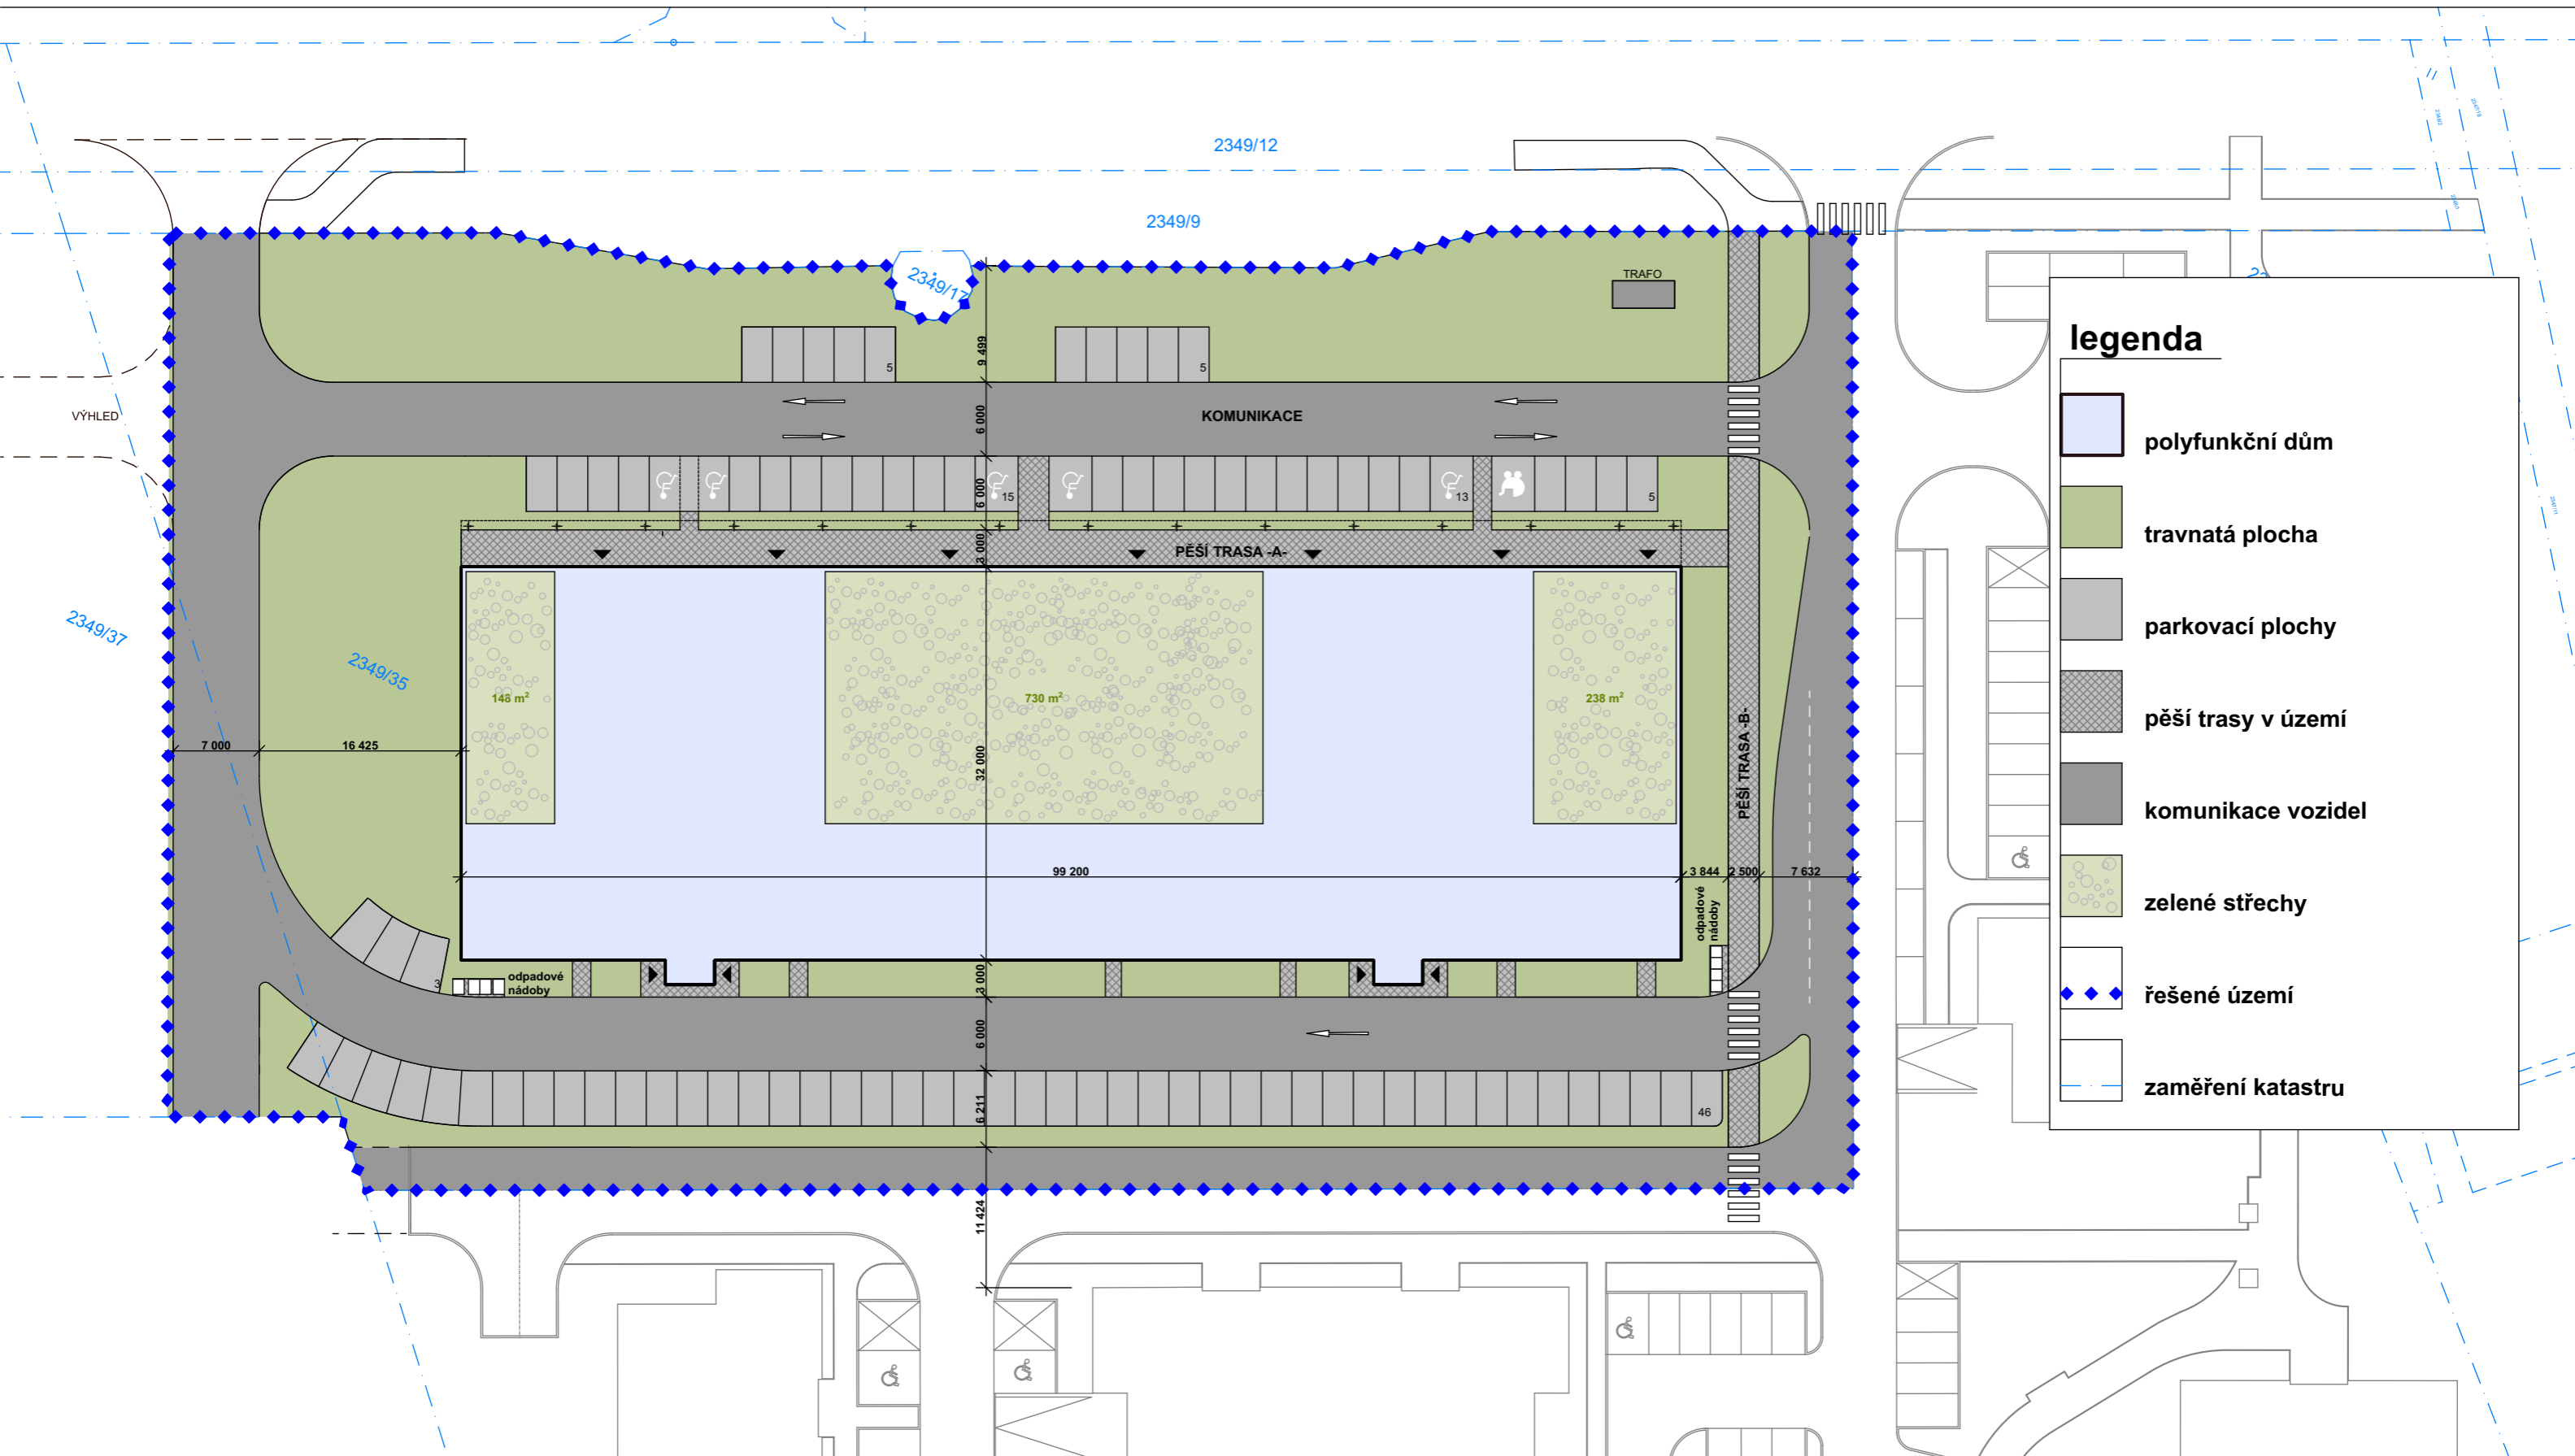 2349/12
2349/9
2349/17
TRAFO
legenda
5
5
9 499
VÝHLED
KOMUNIKACE
6 000
polyfunkční dům
6 000
15
13
5
travnatá plocha
3 000
PĚŠÍ TRASA -A-
parkovací plochy
2349/37
2349/35
148 m²
730 m²
238 m²
pěší trasy v území
7 000
16 425
32 000
PĚŠÍ TRASA -B-
komunikace vozidel
99 200
3 844
2 500
7 632
zelené střechy
odpadové
nádoby
3
odpadové
nádoby
3 000
řešené území
6 000
zaměření katastru
6 211
46
11 424